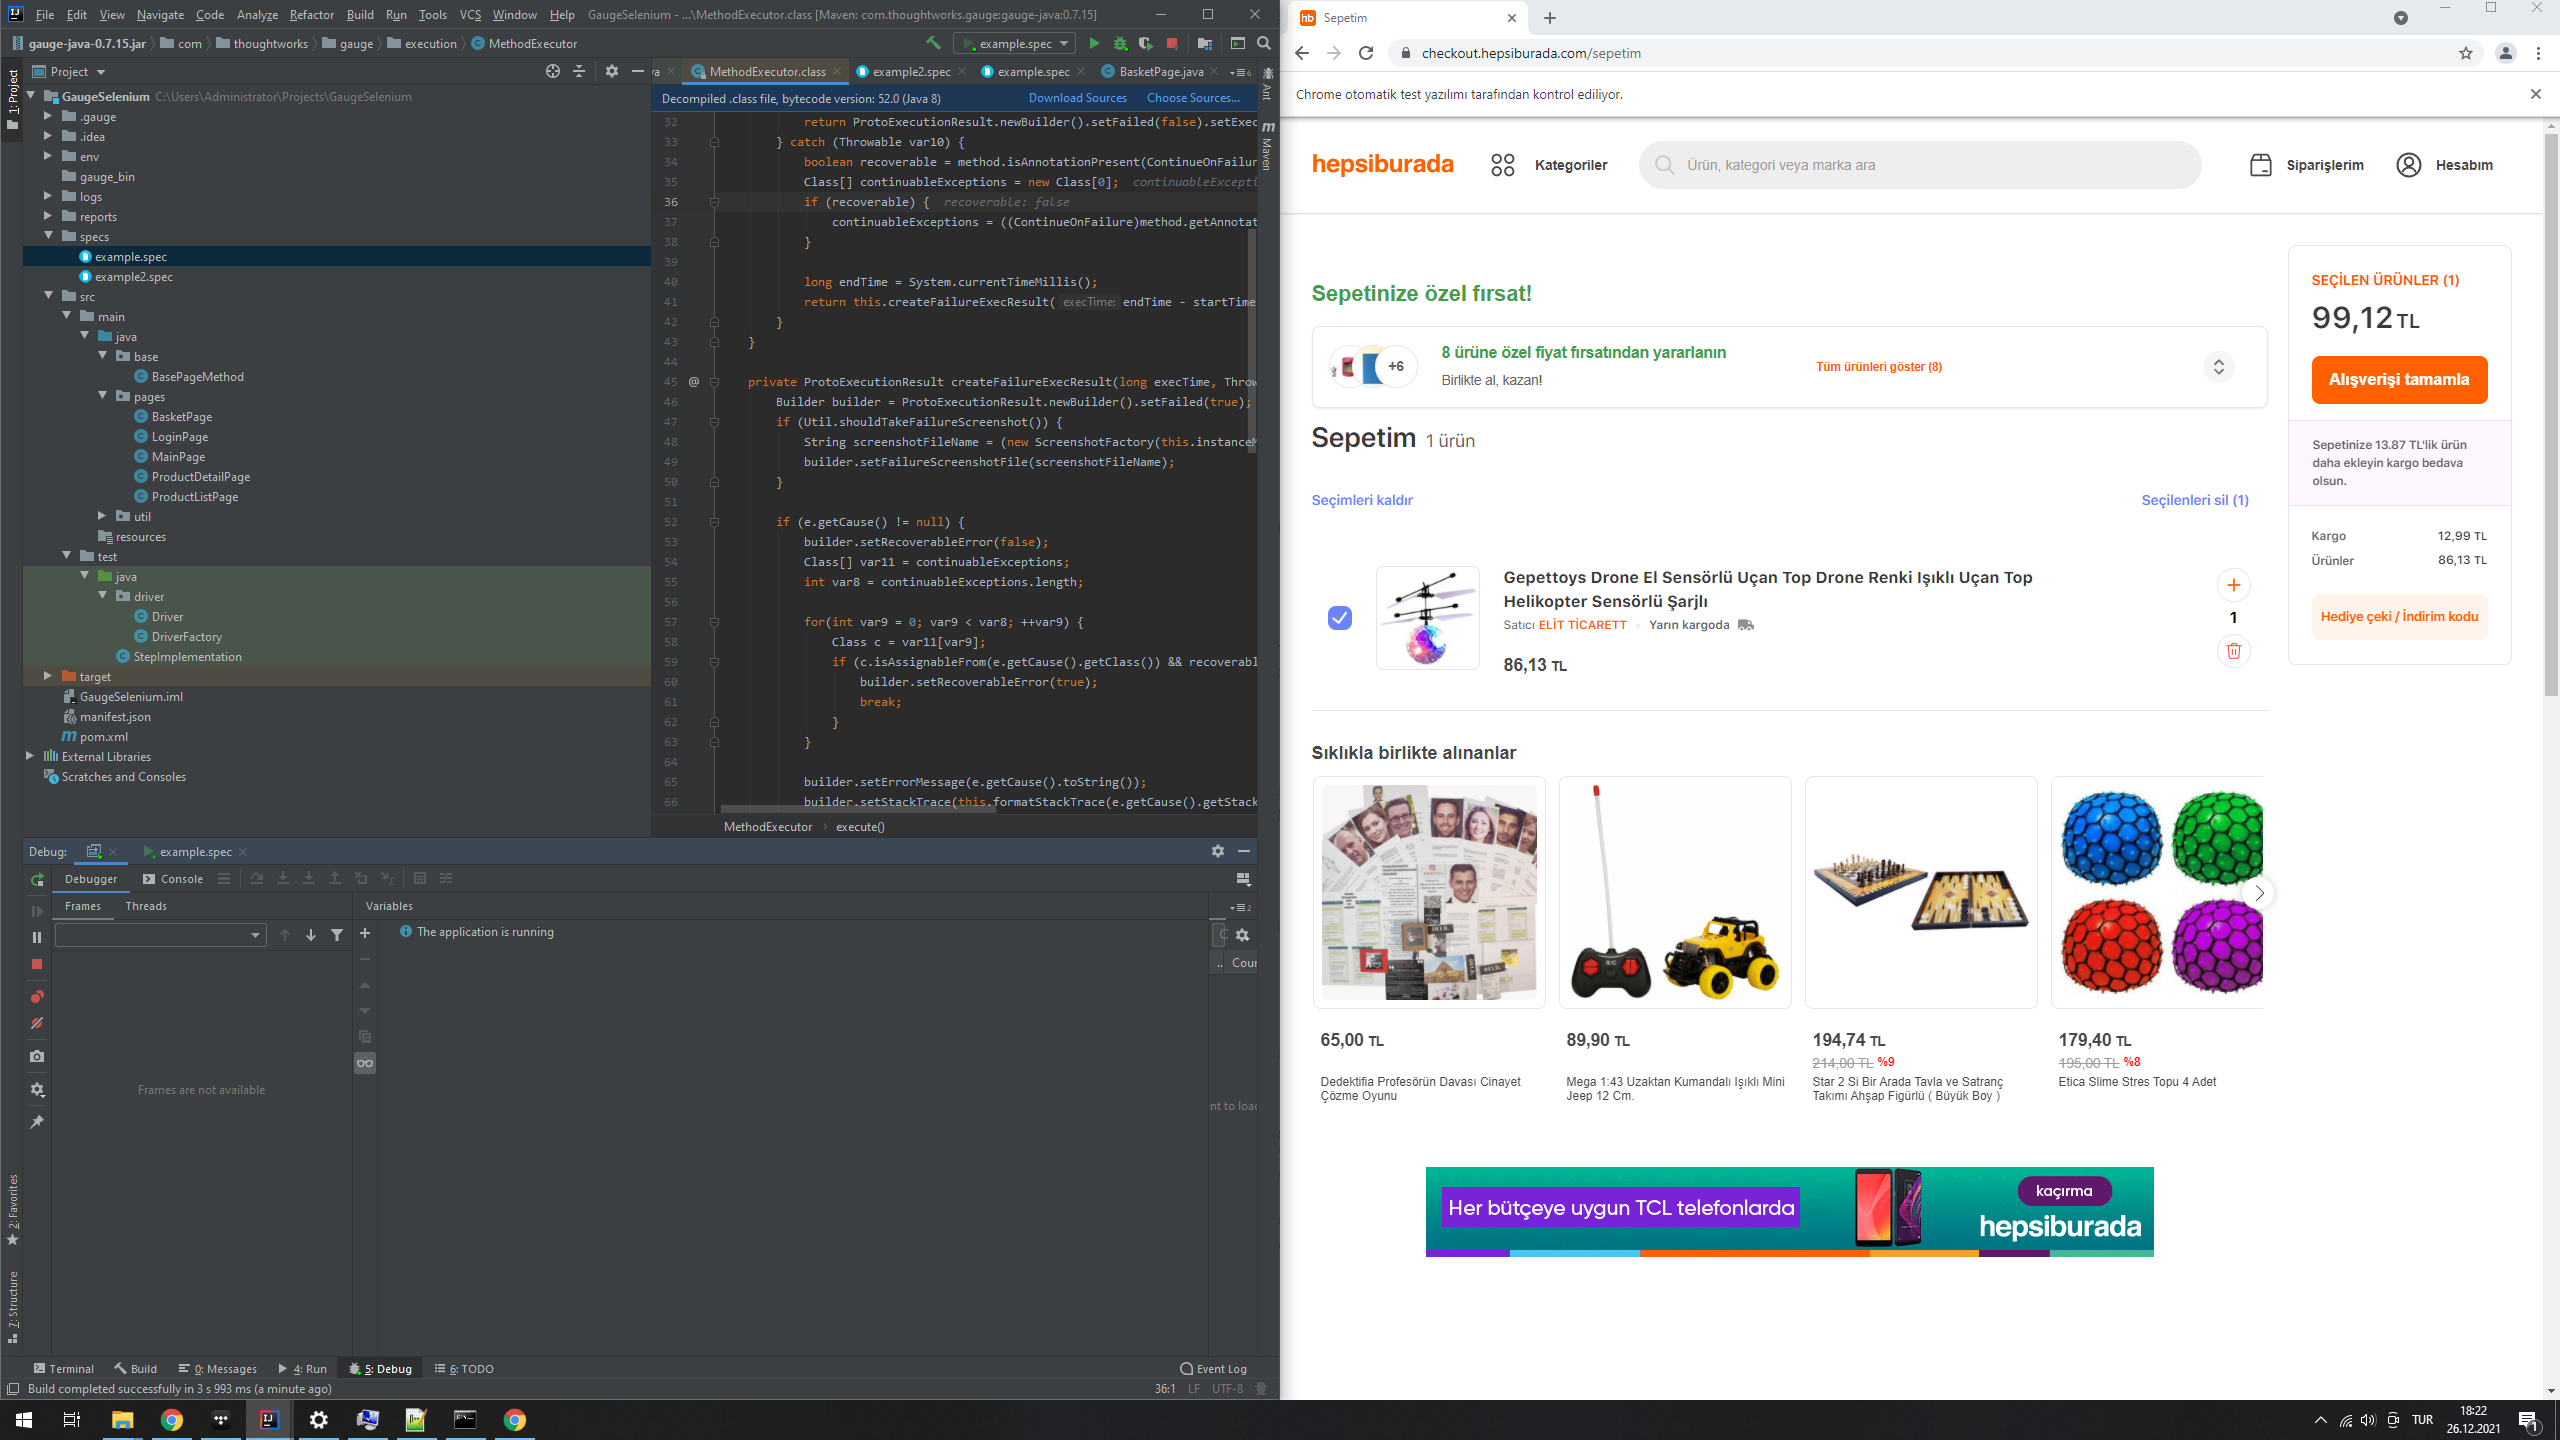 File Edit View Navigate Code Analyze Refactor Build Run Tools VCS Window Help GaugeSelenium - ...\MethodExecutor.class [Maven: com.thoughtworks.gauge:gauge-java:0.7.15]
gauge-java-0.7.15.jar com thoughtworks gauge execution MethodExecutor
example.spec
Project
MethodExecutor.class example2.spec example.spec BasketPage.java
Decompiled .class file, bytecode version: 52.0 (Java 8) Download Sources Choose Sources...
1: Project
GaugeSelenium C:\Users\Administrator\Projects\GaugeSelenium
.gauge
.idea
env
gauge_bin
logs
reports
specs
example.spec
example2.spec
src
main
java
base
BasePageMethod
pages
BasketPage
LoginPage
MainPage
ProductDetailPage
ProductListPage
util
resources
test
java
driver
Driver
DriverFactory
StepImplementation
target
GaugeSelenium.iml
manifest.json
pom.xml
External Libraries
Scratches and Consoles
32 return ProtoExecutionResult.newBuilder().setFailed(false).setExec
33 } catch (Throwable var10) {
34 boolean recoverable = method.isAnnotationPresent(ContinueOnFailur
35 Class[] continuableExceptions = new Class[0]; continuableExcepti
36 if (recoverable) { recoverable: false
37 continuableExceptions = ((ContinueOnFailure)method.getAnnotat
38 }
39
40 long endTime = System.currentTimeMillis();
41 return this.createFailureExecResult( execTime: endTime - startTime
42 }
43 }
44
45 @ private ProtoExecutionResult createFailureExecResult(long execTime, Throw
46 Builder builder = ProtoExecutionResult.newBuilder().setFailed(true);
47 if (Util.shouldTakeFailureScreenshot()) {
48 String screenshotFileName = (new ScreenshotFactory(this.instanceM
49 builder.setFailureScreenshotFile(screenshotFileName);
50 }
51
52 if (e.getCause() != null) {
53 builder.setRecoverableError(false);
54 Class[] var11 = continuableExceptions;
55 int var8 = continuableExceptions.length;
56
57 for(int var9 = 0; var9 < var8; ++var9) {
58 Class c = var11[var9];
59 if (c.isAssignableFrom(e.getCause().getClass()) && recoverabl
60 builder.setRecoverableError(true);
61 break;
62 }
63 }
64
65 builder.setErrorMessage(e.getCause().toString());
66 builder.setStackTrace(this.formatStackTrace(e.getCause().getStack
MethodExecutor execute()
Ant
Maven
Debug: example.spec
Debugger Console
Frames Threads Variables
The application is running
Cour
Frames are not available
nt to load
2: Favorites
7: Structure
Terminal Build 0: Messages 4: Run 5: Debug 6: TODO Event Log
Build completed successfully in 3 s 993 ms (a minute ago) 36:1 LF UTF-8
hb Sepetim
checkout.hepsiburada.com/sepetim
Chrome otomatik test yazılımı tarafından kontrol ediliyor.
hepsiburada Kategoriler Ürün, kategori veya marka ara Siparişlerim Hesabım
Sepetinize özel fırsat!
+6 8 ürüne özel fiyat fırsatından yararlanın
Birlikte al, kazan!
Tüm ürünleri göster (8)
Sepetim 1 ürün
Seçimleri kaldır Seçilenleri sil (1)
Gepettoys Drone El Sensörlü Uçan Top Drone Renki Işıklı Uçan Top
Helikopter Sensörlü Şarjlı
Satıcı ELİT TİCARETT Yarın kargoda
86,13 TL
1
SEÇİLEN ÜRÜNLER (1)
99,12 TL
Alışverişi tamamla
Sepetinize 13.87 TL'lik ürün
daha ekleyin kargo bedava
olsun.
Kargo 12,99 TL
Ürünler 86,13 TL
Hediye çeki / İndirim kodu
Sıklıkla birlikte alınanlar
DELİL
DELİL
R/C
65,00 TL
Dedektifia Profesörün Davası Cinayet
Çözme Oyunu
89,90 TL
Mega 1:43 Uzaktan Kumandalı Işıklı Mini
Jeep 12 Cm.
194,74 TL
214,00 TL %9
Star 2 Si Bir Arada Tavla ve Satranç
Takımı Ahşap Figürlü ( Büyük Boy )
179,40 TL
195,00 TL %8
Etica Slime Stres Topu 4 Adet
Her bütçeye uygun TCL telefonlarda
kaçırma
hepsiburada
TUR
18:22
26.12.2021
1